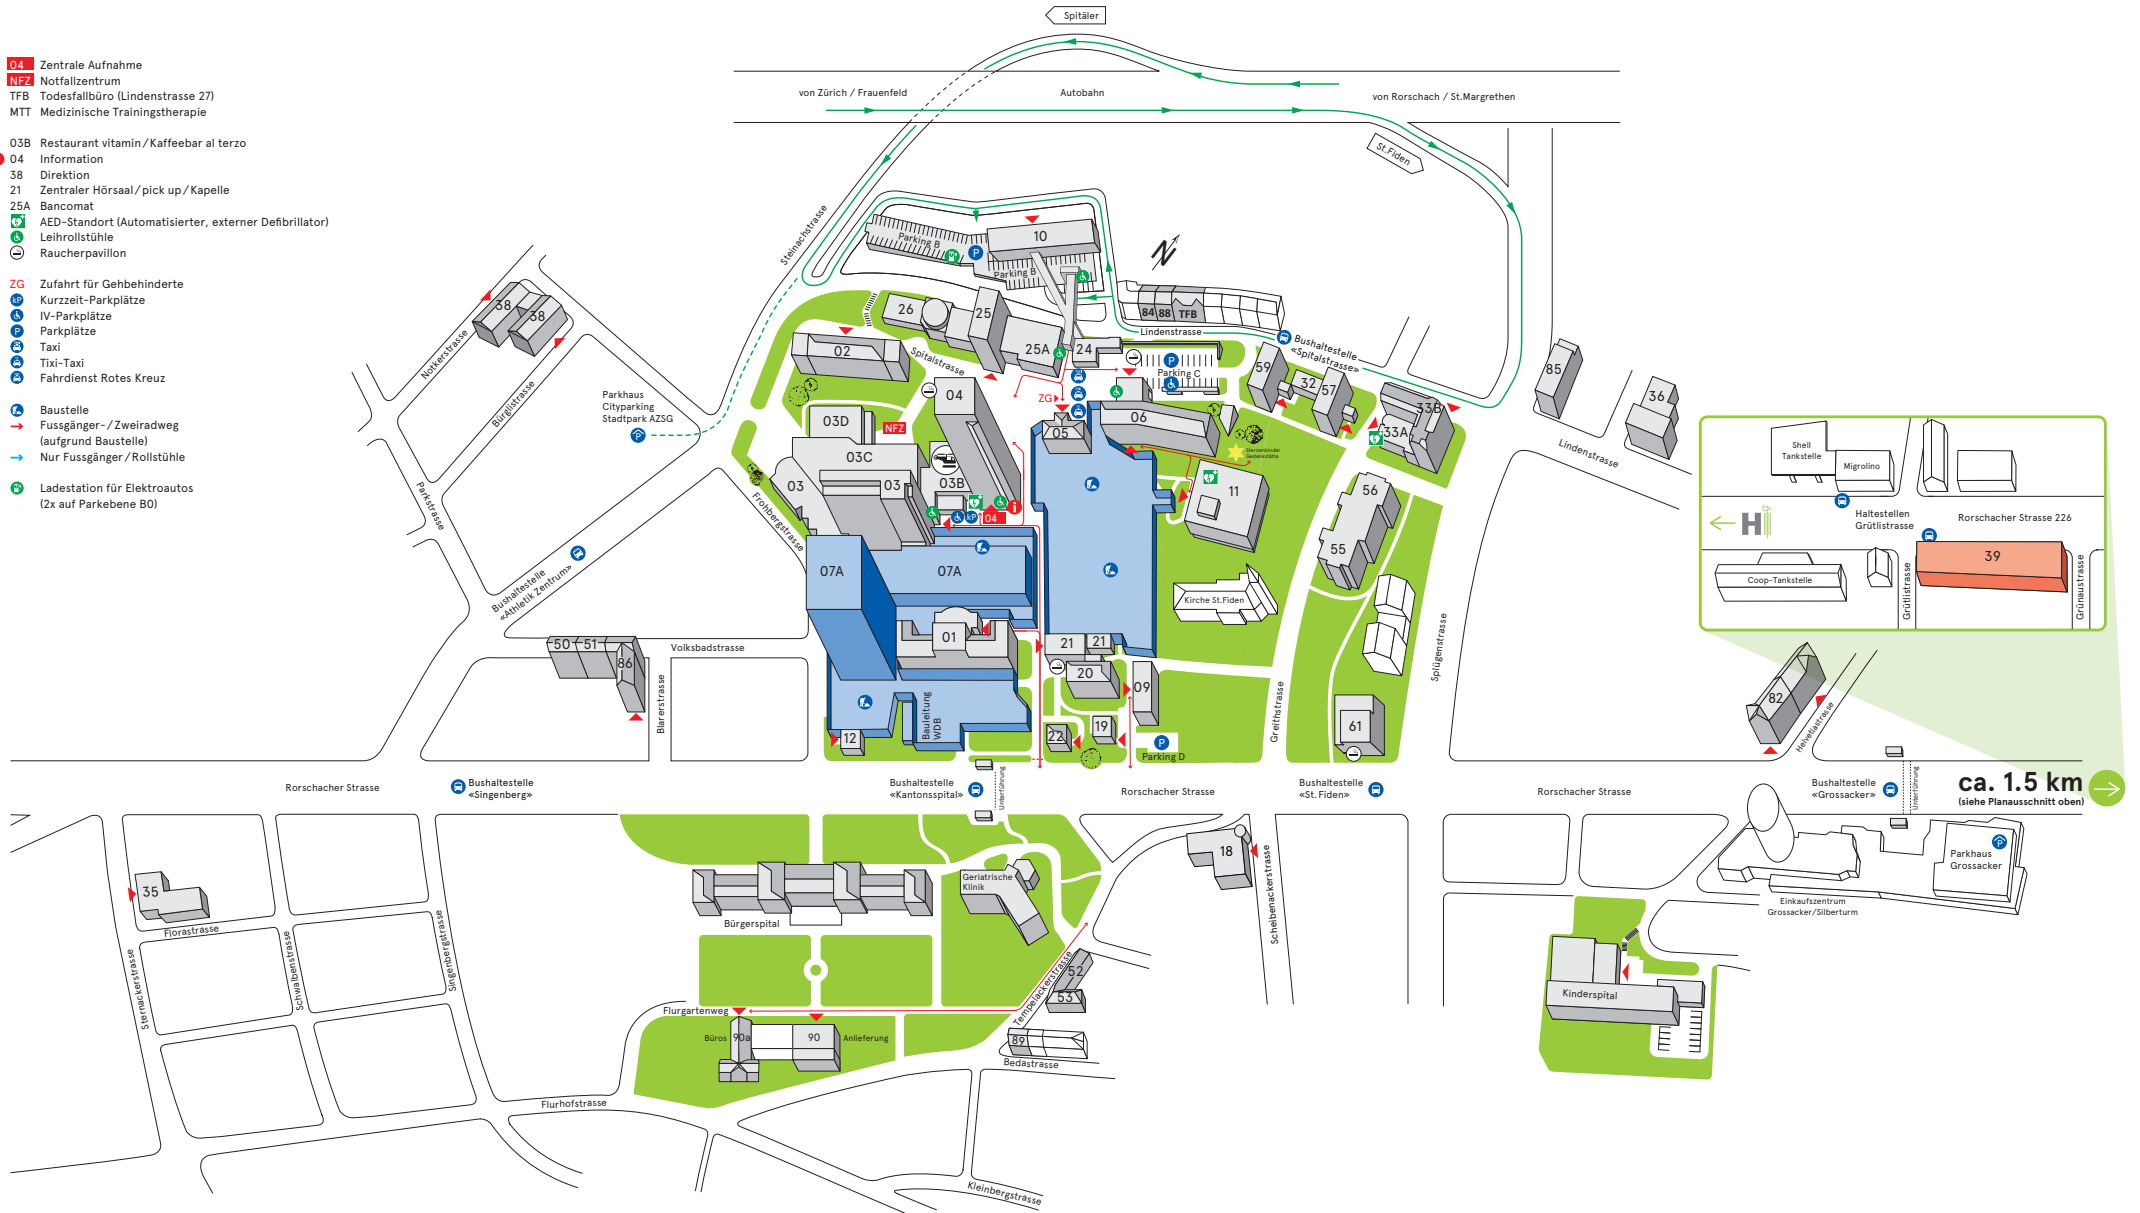 Spitäler
von Zürich / Frauenfeld
Autobahn
von Rorschach / St.Margrethen
St.Fiden
04 Zentrale Aufnahme
NFZ Notfallzentrum
TFB Todesfallbüro (Lindenstrasse 27)
MTT Medizinische Trainingstherapie
03B Restaurant vitamin/Kaffeebar al terzo
04 Information
38 Direktion
21 Zentraler Hörsaal/pick up/Kapelle
25A Bancomat
AED-Standort (Automatisierter, externer Defibrillator)
Leihrollstühle
Raucherpavillon
ZG Zufahrt für Gehbehinderte
kP Kurzzeit-Parkplätze
IV-Parkplätze
P Parkplätze
Taxi
Tixi-Taxi
Fahrdienst Rotes Kreuz
Baustelle
Fussgänger-/Zweiradweg
(aufgrund Baustelle)
Nur Fussgänger/Rollstühle
Ladestation für Elektroautos
(2x auf Parkebene B0)
Steinachstrasse
Parking B
P
10
Parking B
N
38
38
Notkerstrasse
Bürglistrasse
Parkstrasse
Parkhaus
Cityparking
Stadtpark AZSG
P
26
25
25A
24
02
Spitalstrasse
84 88 TFB
Lindenstrasse
Bushaltestelle
«Spitalstrasse»
P
Parking C
ZG
59
32
57
33B
33A
85
36
Lindenstrasse
04
03D
NFZ
03C
03
03
03B
kP
04
i
05
06
Sternenkinder
Gedenkstätte
11
56
55
Frohbergstrasse
Bushaltestelle
«Athletik Zentrum»
07A
07A
01
Kirche St.Fiden
21
21
20
09
22
19
P
Parking D
61
12
Bauleitung
WDB
50
51
86
Volksbadstrasse
Blarerstrasse
Greithstrasse
Splügenstrasse
82
Helvetiastrasse
Shell
Tankstelle
Migrolino
Haltestellen
Grütlistrasse
Rorschacher Strasse 226
H
39
Coop-Tankstelle
Grütlistrasse
Grünaustrasse
Rorschacher Strasse
Bushaltestelle
«Singenberg»
Bushaltestelle
«Kantonsspital»
Unterführung
Rorschacher Strasse
Bushaltestelle
«St. Fiden»
Rorschacher Strasse
Bushaltestelle
«Grossacker»
Unterführung
ca. 1.5 km
(siehe Planausschnitt oben)
35
Florastrasse
Sternackerstrasse
Schwalbenstrasse
Singenbergstrasse
Bürgerspital
Geriatrische
Klinik
18
Scheibenackerstrasse
P
Parkhaus
Grossacker
Einkaufszentrum
Grossacker/Silberturm
Kinderspital
52
53
Tempelackerstrasse
Flurgartenweg
Büros
90a
90
Anlieferung
89
Bedastrasse
Flurhofstrasse
Kleinbergstrasse